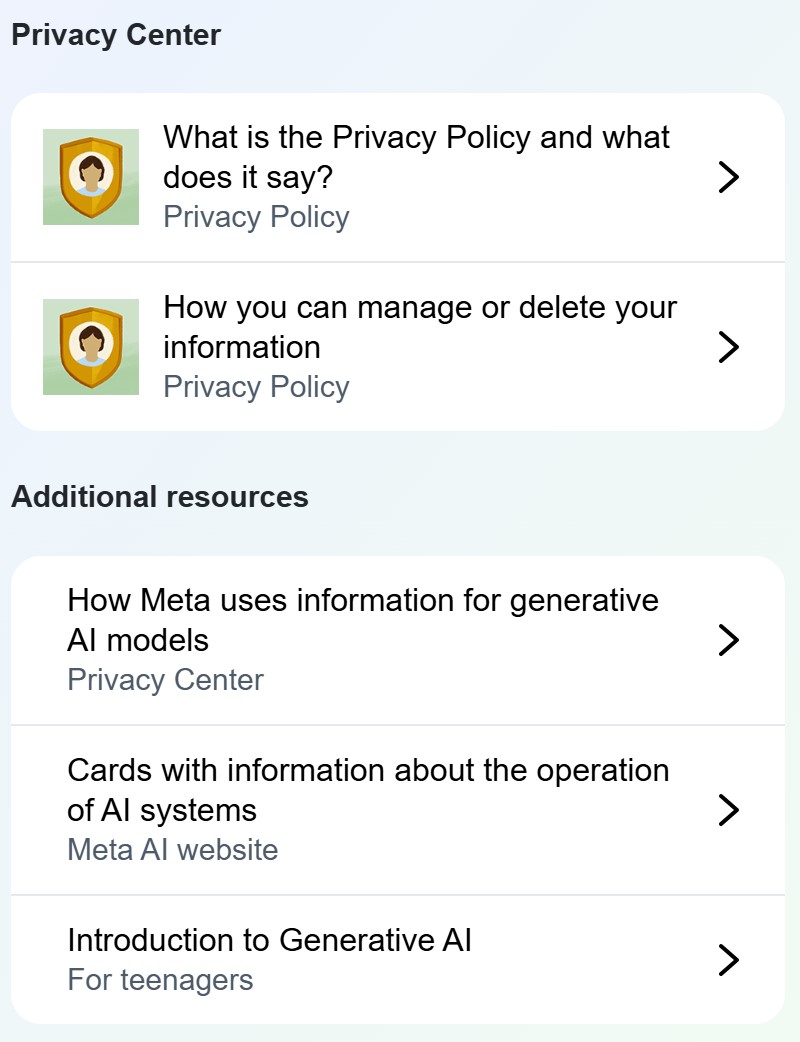 Privacy Center
What is the Privacy Policy and what
does it say?
Privacy Policy
How you can manage or delete your
information
Privacy Policy
Additional resources
How Meta uses information for generative
AI models
Privacy Center
Cards with information about the operation
of AI systems
Meta AI website
Introduction to Generative AI
For teenagers